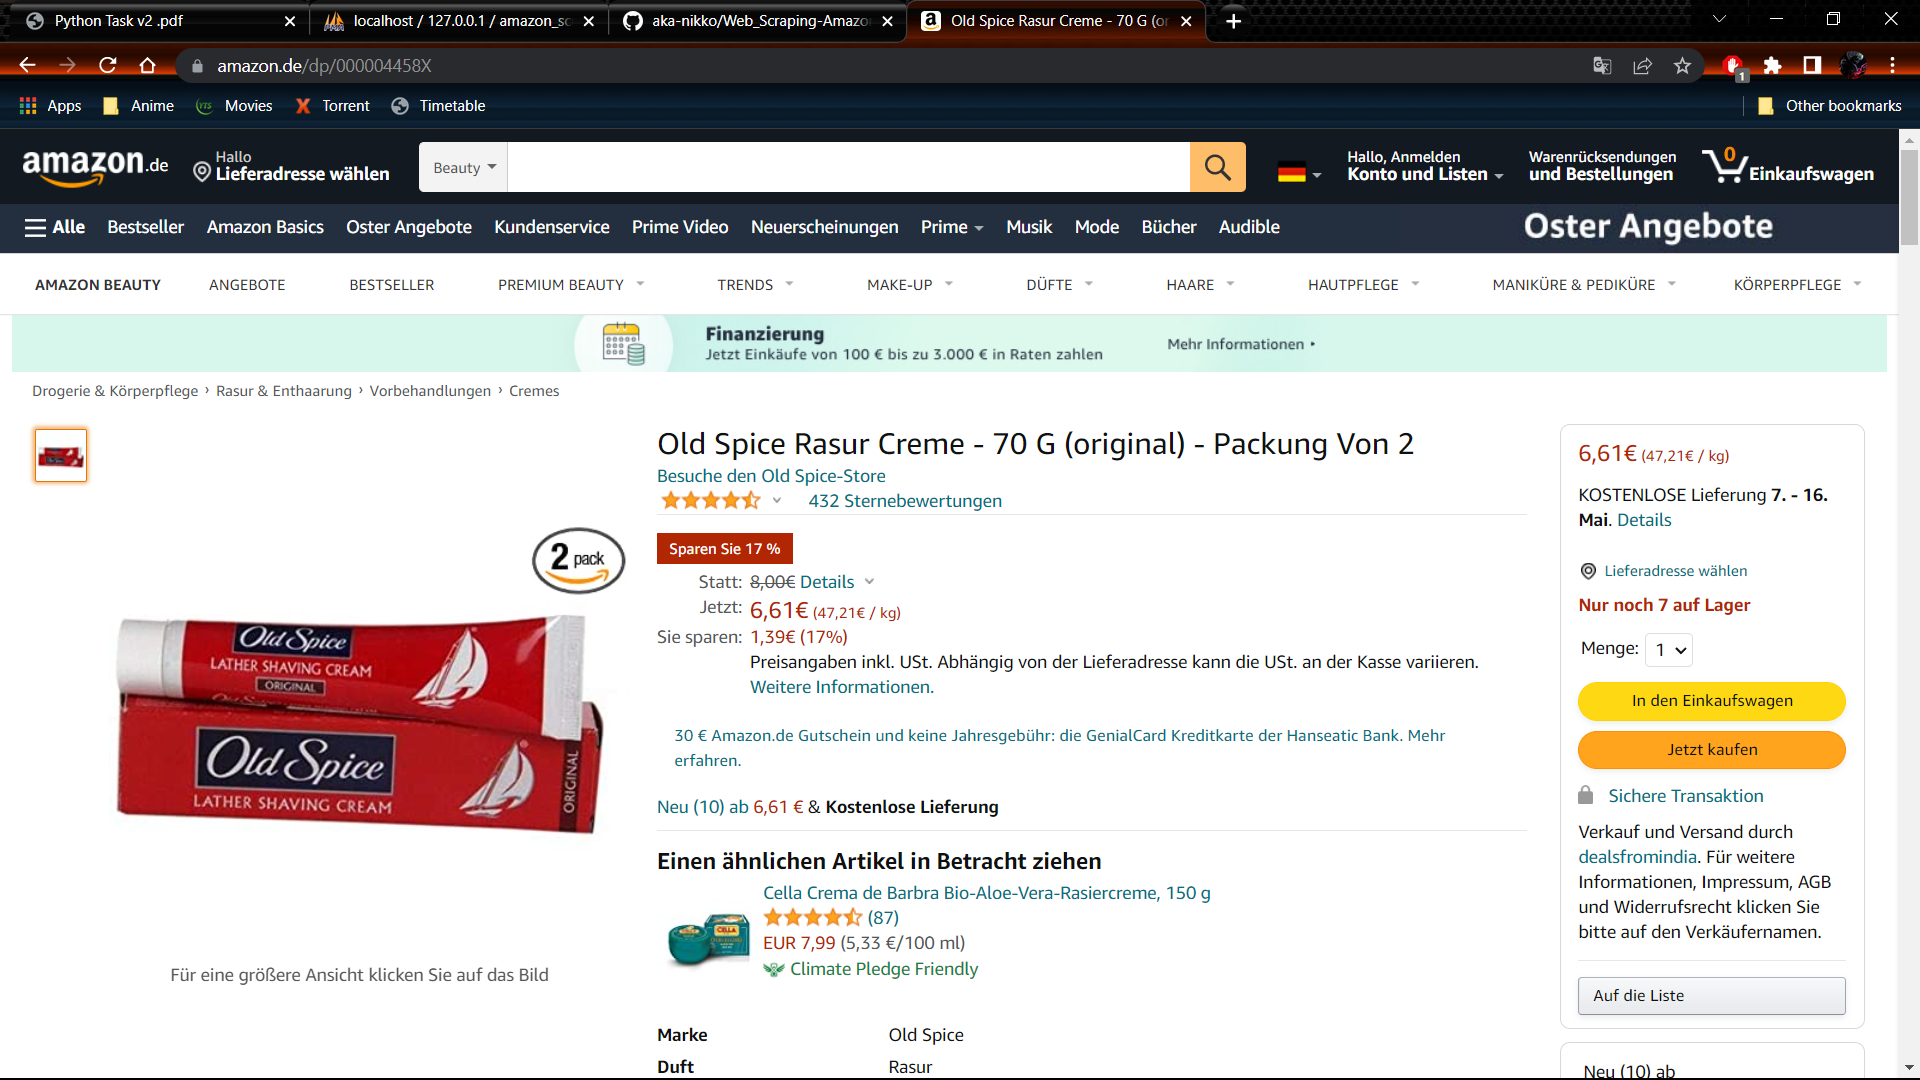 Python Task v2 .pdf
localhost / 127.0.0.1 / amazon_sc
aka-nikko/Web_Scraping-Amazo
Old Spice Rasur Creme - 70 G (or
amazon.de/dp/000004458X
1
Apps
Anime
Movies
Torrent
Timetable
Other bookmarks
amazon.de
Hallo
Lieferadresse wählen
Beauty
Hallo, Anmelden
Konto und Listen
Warenrücksendungen
und Bestellungen
0
Einkaufswagen
Alle
Bestseller
Amazon Basics
Oster Angebote
Kundenservice
Prime Video
Neuerscheinungen
Prime
Musik
Mode
Bücher
Audible
Oster Angebote
AMAZON BEAUTY
ANGEBOTE
BESTSELLER
PREMIUM BEAUTY
TRENDS
MAKE-UP
DÜFTE
HAARE
HAUTPFLEGE
MANIKÜRE & PEDIKÜRE
KÖRPERPFLEGE
Finanzierung
Jetzt Einkäufe von 100 € bis zu 3.000 € in Raten zahlen
Mehr Informationen ‣
Drogerie & Körperpflege › Rasur & Enthaarung › Vorbehandlungen › Cremes
2 pack
Old Spice
LATHER SHAVING CREAM
ORIGINAL
Old Spice
LATHER SHAVING CREAM
ORIGINAL
Für eine größere Ansicht klicken Sie auf das Bild
Old Spice Rasur Creme - 70 G (original) - Packung Von 2
Besuche den Old Spice-Store
432 Sternebewertungen
Sparen Sie 17 %
Statt: 8,00€ Details
Jetzt: 6,61€ (47,21€ / kg)
Sie sparen: 1,39€ (17%)
Preisangaben inkl. USt. Abhängig von der Lieferadresse kann die USt. an der Kasse variieren.
Weitere Informationen.
30 € Amazon.de Gutschein und keine Jahresgebühr: die GenialCard Kreditkarte der Hanseatic Bank. Mehr
erfahren.
Neu (10) ab 6,61 € & Kostenlose Lieferung
Einen ähnlichen Artikel in Betracht ziehen
Cella Crema de Barbra Bio-Aloe-Vera-Rasiercreme, 150 g
(87)
CELLA
EUR 7,99 (5,33 €/100 ml)
Climate Pledge Friendly
Marke Old Spice
Duft Rasur
6,61€ (47,21€ / kg)
KOSTENLOSE Lieferung 7. - 16.
Mai. Details
Lieferadresse wählen
Nur noch 7 auf Lager
Menge: 1
In den Einkaufswagen
Jetzt kaufen
Sichere Transaktion
Verkauf und Versand durch
dealsfromindia. Für weitere
Informationen, Impressum, AGB
und Widerrufsrecht klicken Sie
bitte auf den Verkäufernamen.
Auf die Liste
Neu (10) ab